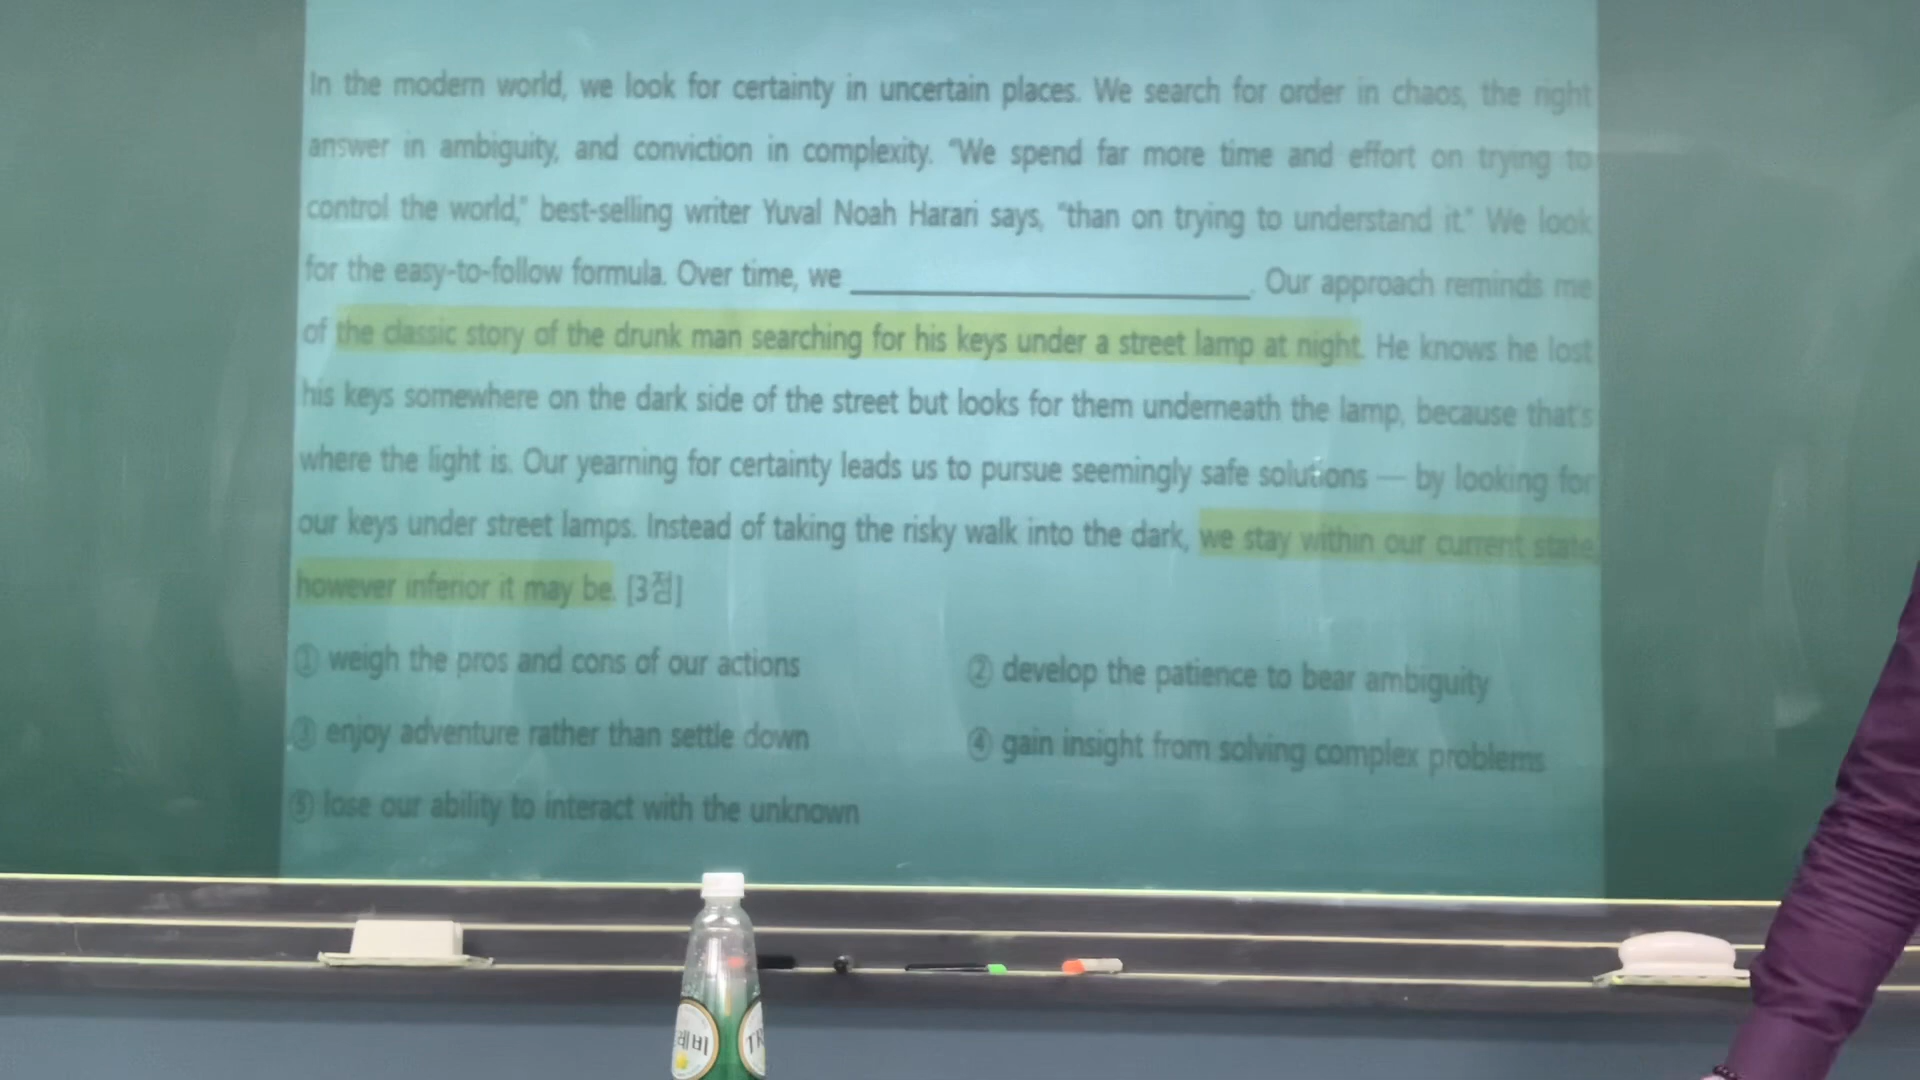 In the modern world, we look for certainty in uncertain places. We search for order in chaos, the right
answer in ambiguity, and conviction in complexity. “We spend far more time and effort on trying to
control the world,” best-selling writer Yuval Noah Harari says, “than on trying to understand it.” We look
for the easy-to-follow formula. Over time, we ____________________. Our approach reminds me
of the classic story of the drunk man searching for his keys under a street lamp at night. He knows he lost
his keys somewhere on the dark side of the street but looks for them underneath the lamp, because that's
where the light is. Our yearning for certainty leads us to pursue seemingly safe solutions — by looking for
our keys under street lamps. Instead of taking the risky walk into the dark, we stay within our current state,
however inferior it may be. [3점]
① weigh the pros and cons of our actions
② develop the patience to bear ambiguity
③ enjoy adventure rather than settle down
④ gain insight from solving complex problems
⑤ lose our ability to interact with the unknown
레비
TR